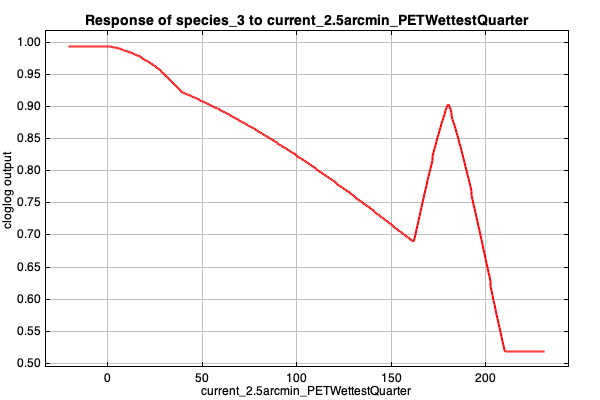 Response of species_3 to current_2.5arcmin_PETWettestQuarter
1.00
0.95
0.90
0.85
0.80
0.75
0.70
0.65
0.60
0.55
0.50
cloglog output
0 50 100 150 200
current_2.5arcmin_PETWettestQuarter